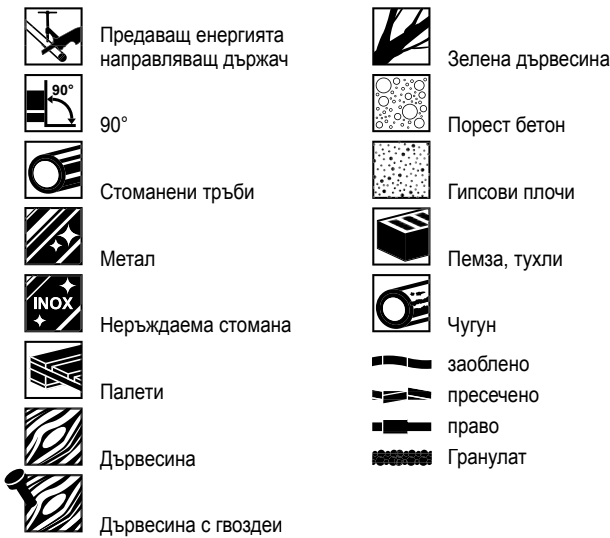 Предаващ енергията
направляващ държач
90°
90°
Стоманени тръби
Метал
INOX
Неръждаема стомана
Палети
Дървесина
Дървесина с гвоздеи
Зелена дървесина
Порест бетон
Гипсови плочи
Пемза, тухли
Чугун
заоблено
пресечено
право
Гранулат